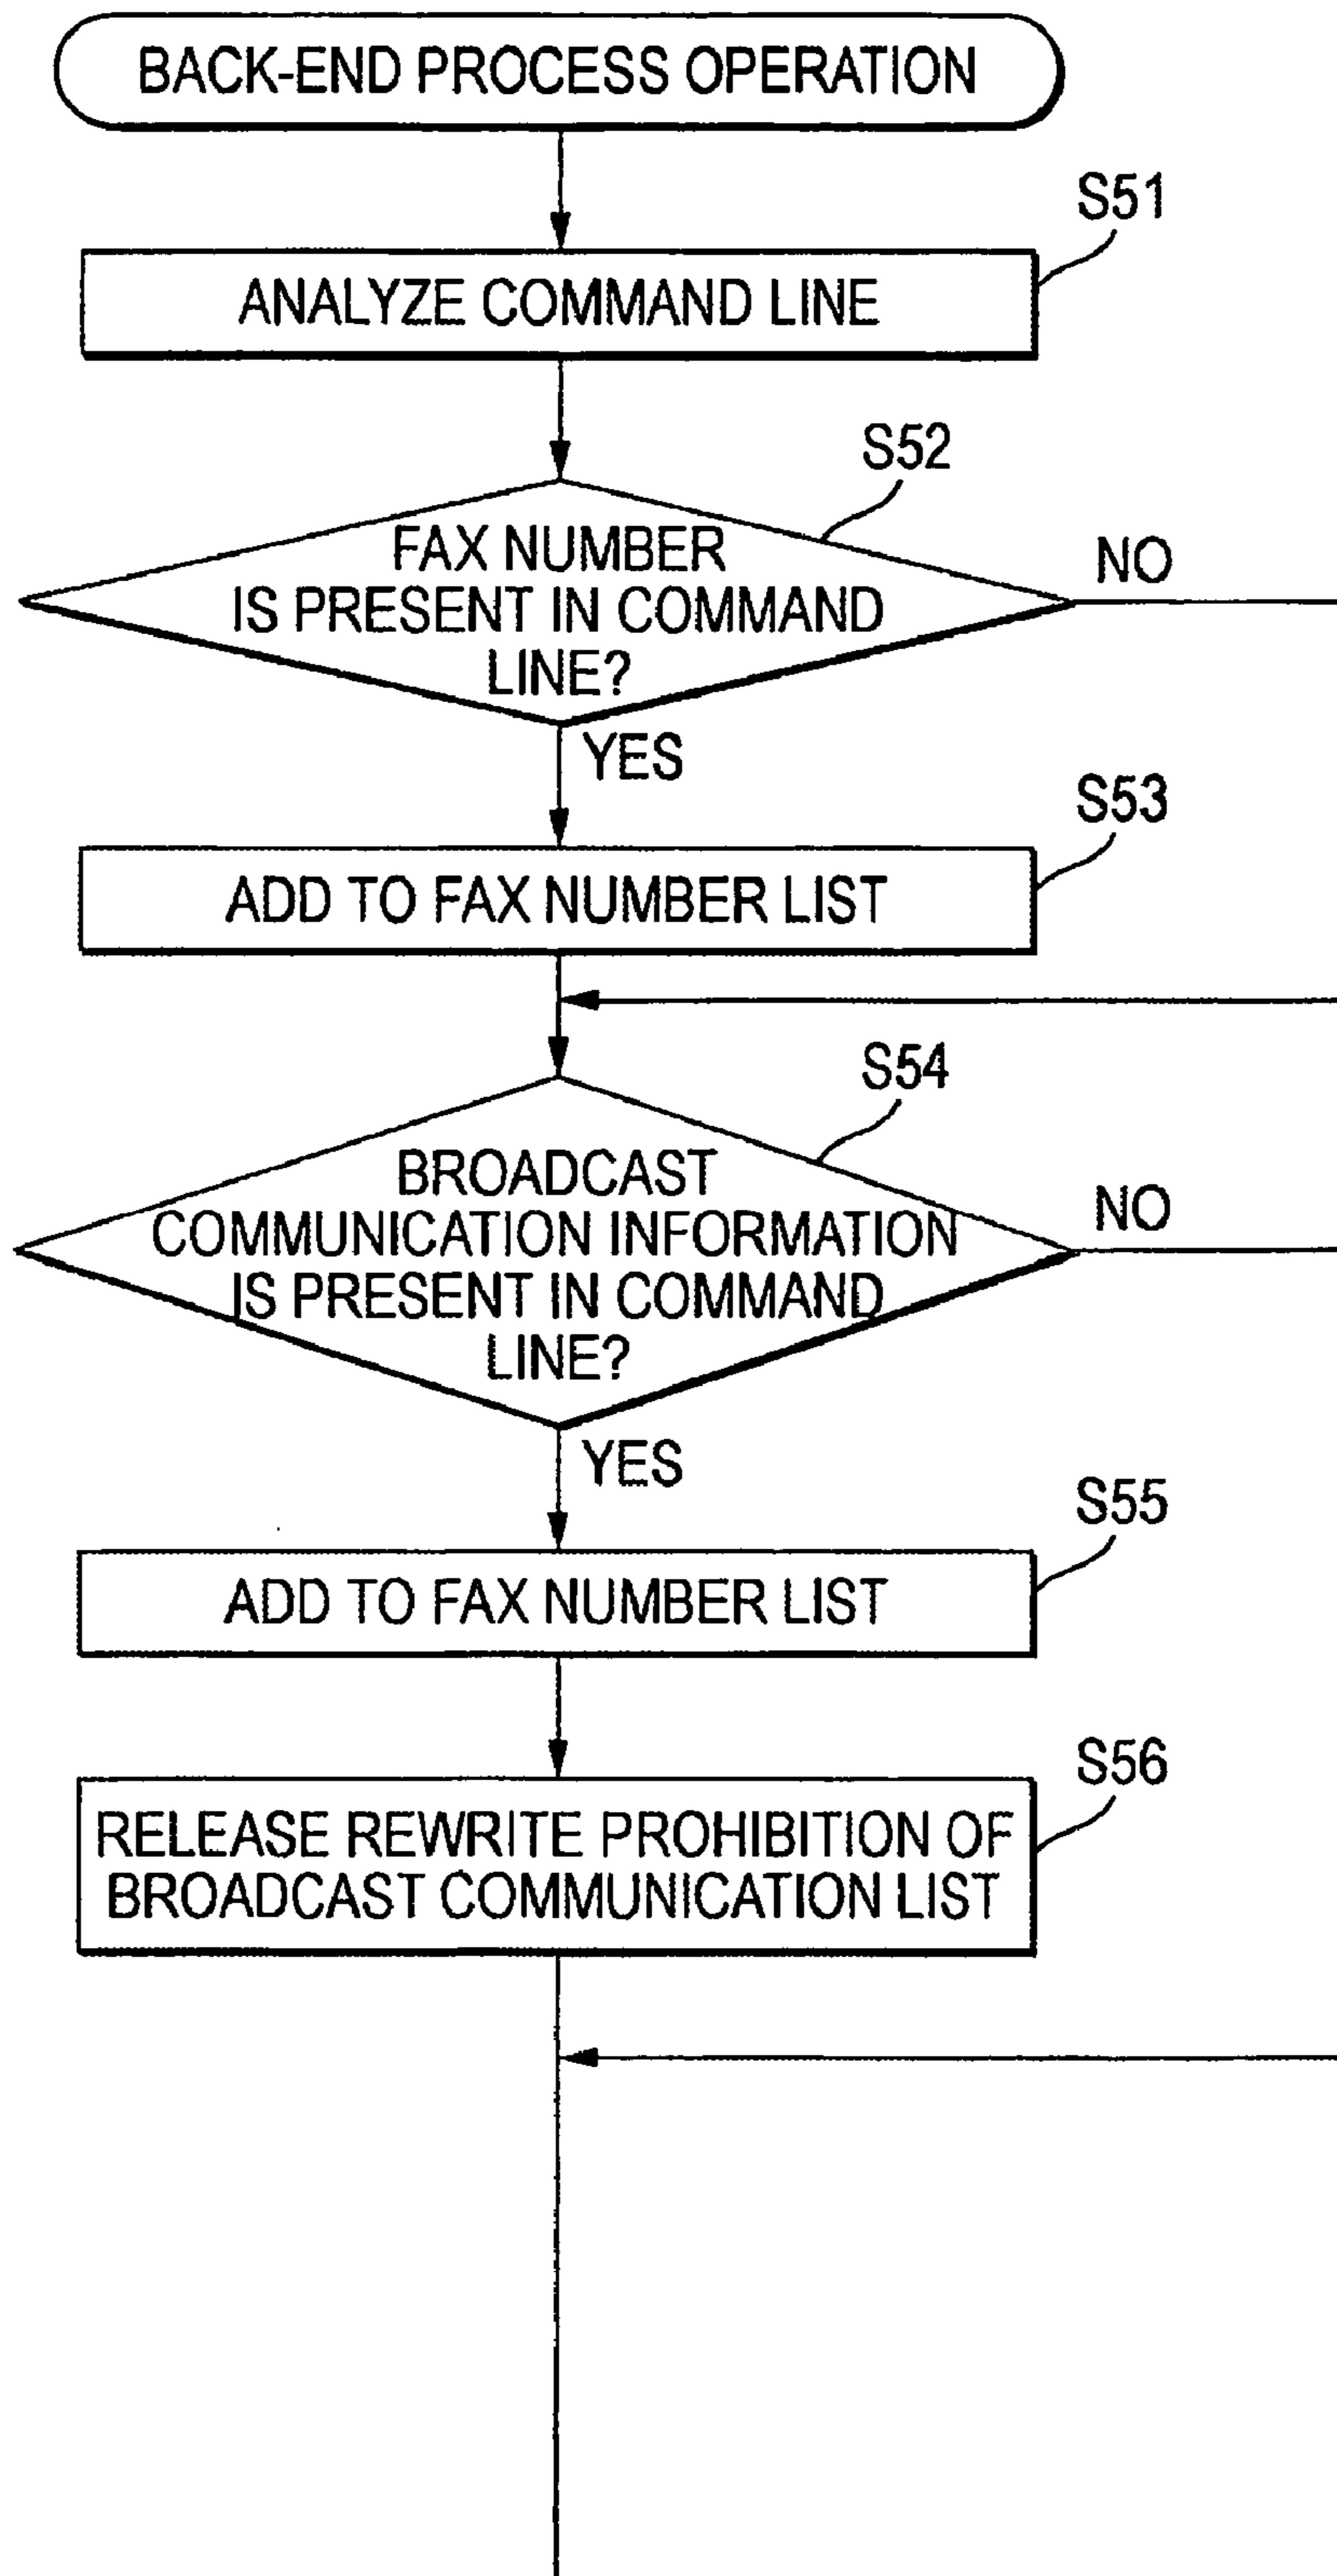 BACK-END PROCESS OPERATION
S51
ANALYZE COMMAND LINE
S52
FAX NUMBER
IS PRESENT IN COMMAND
LINE?
NO
YES
S53
ADD TO FAX NUMBER LIST
S54
BROADCAST
COMMUNICATION INFORMATION
IS PRESENT IN COMMAND
LINE?
NO
YES
S55
ADD TO FAX NUMBER LIST
S56
RELEASE REWRITE PROHIBITION OF
BROADCAST COMMUNICATION LIST